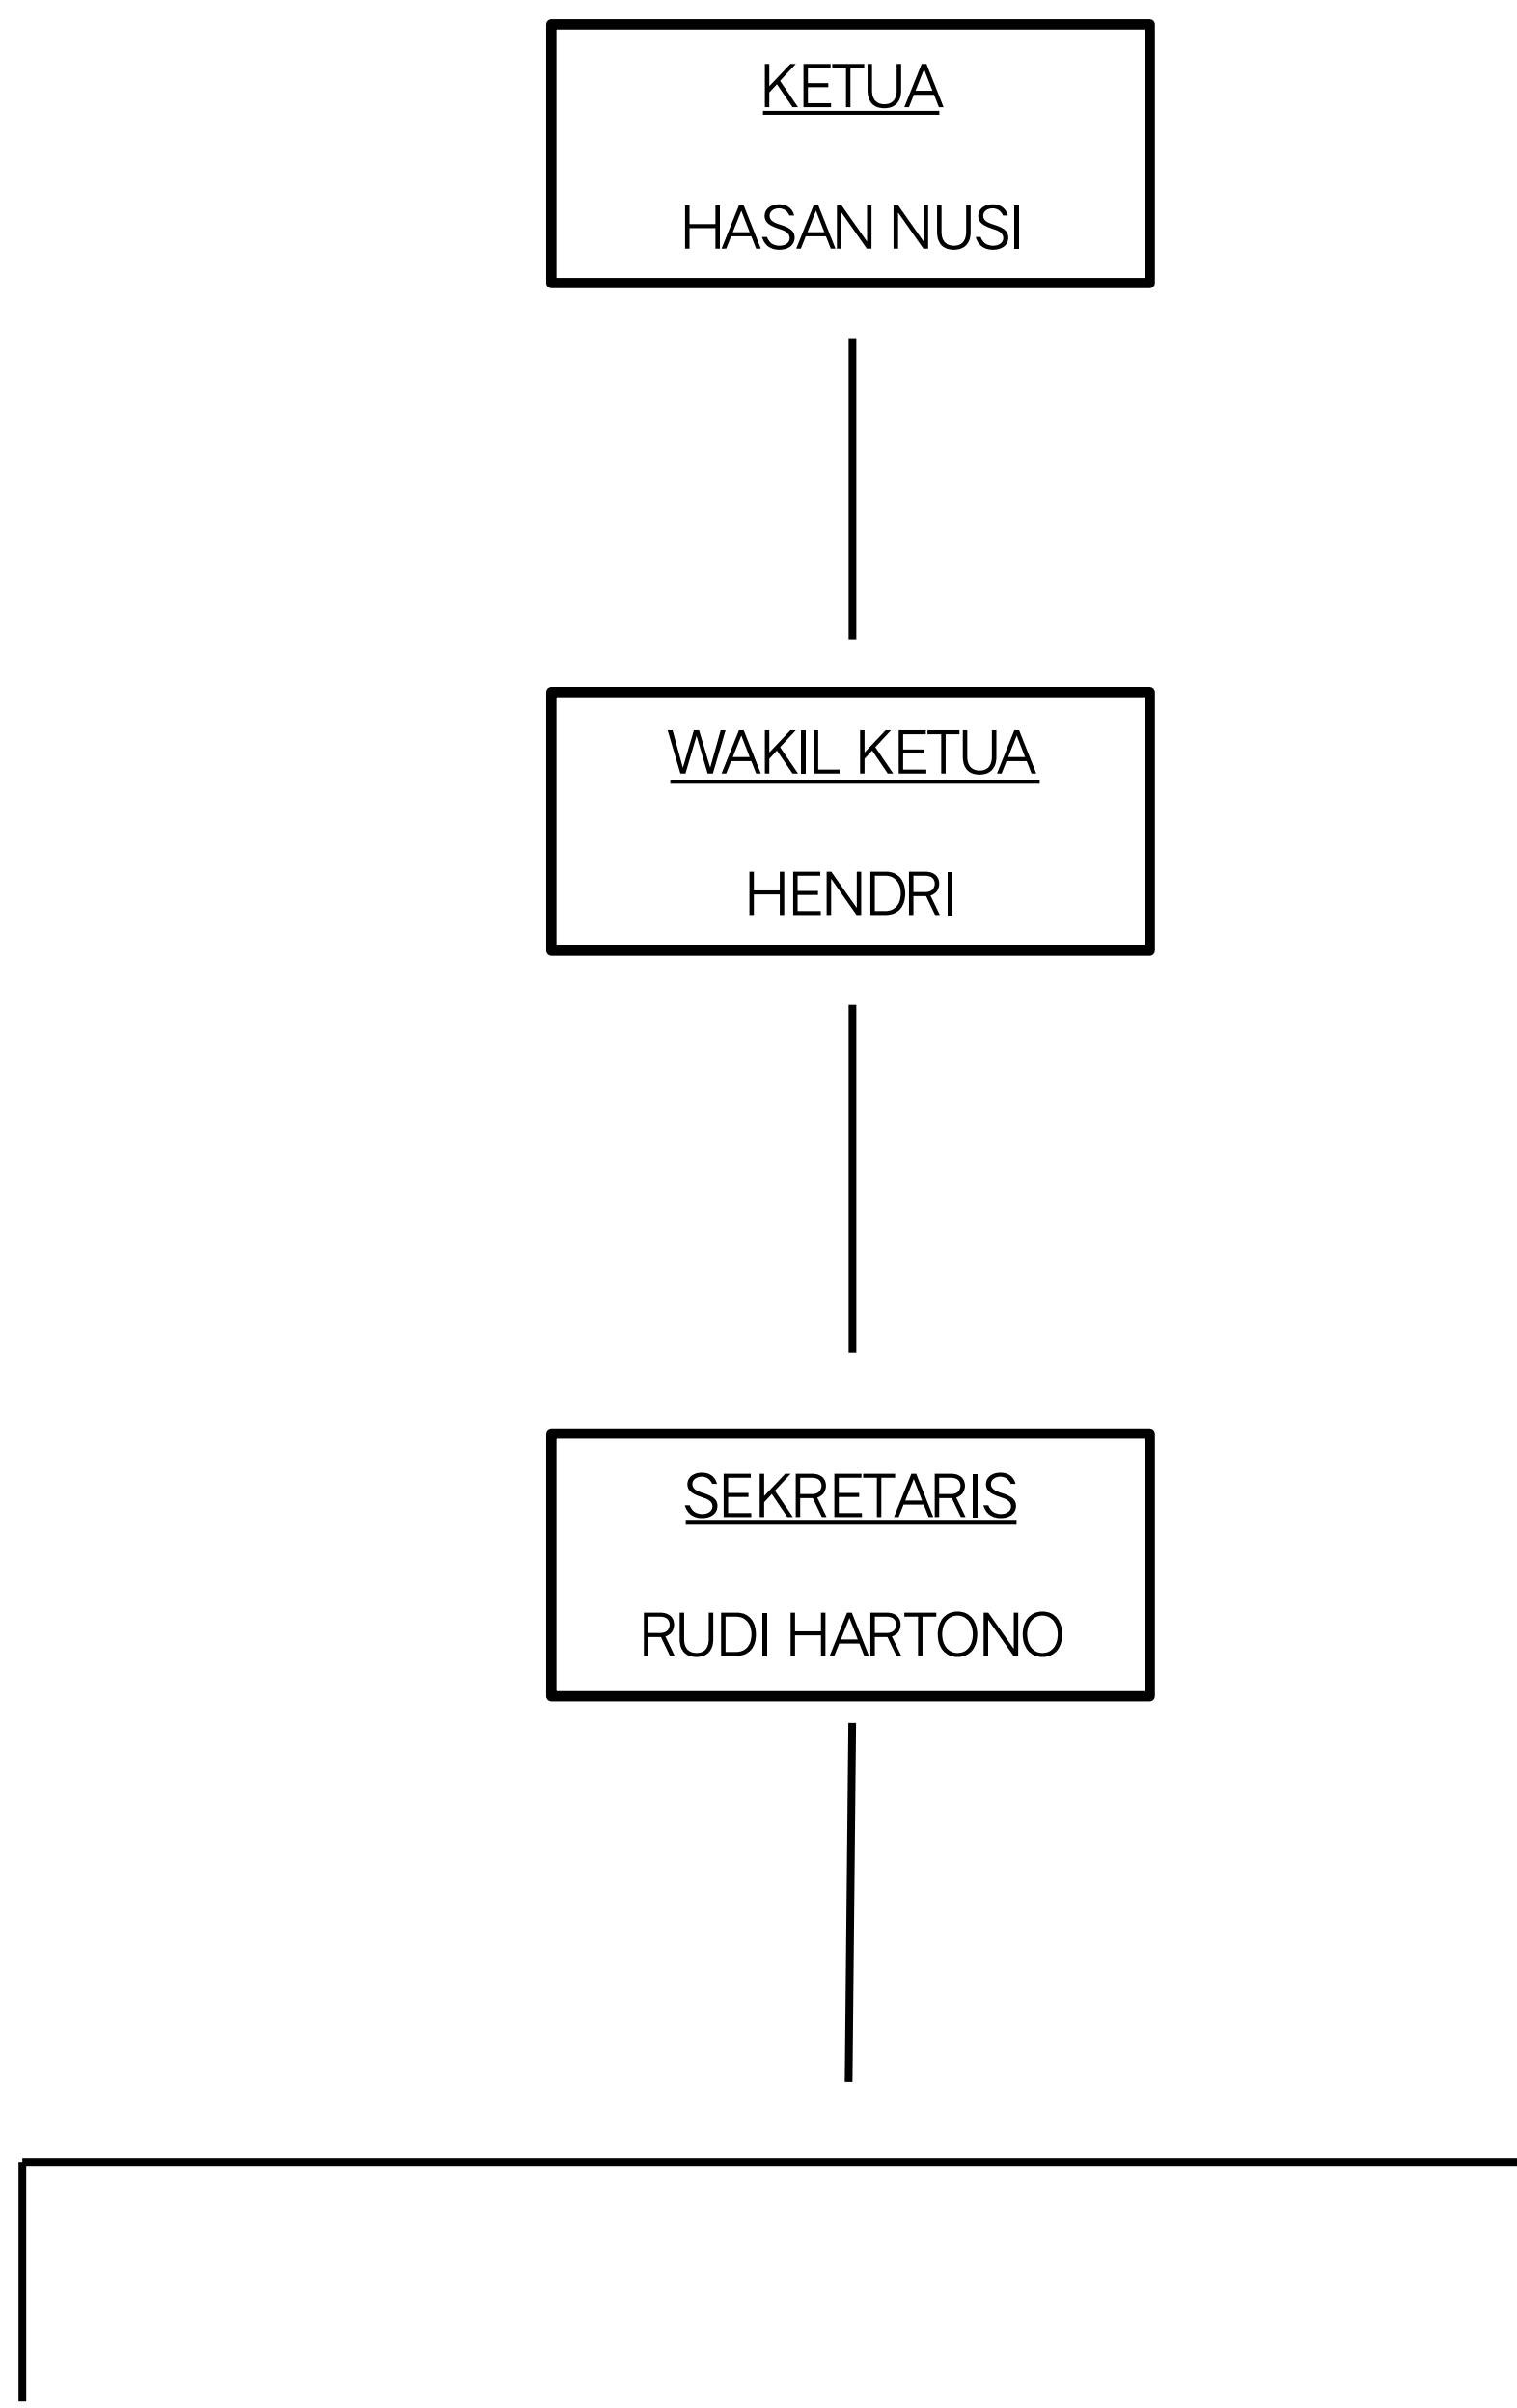 KETUA
HASAN NUSI
WAKIL KETUA
HENDRI
SEKRETARIS
RUDI HARTONO